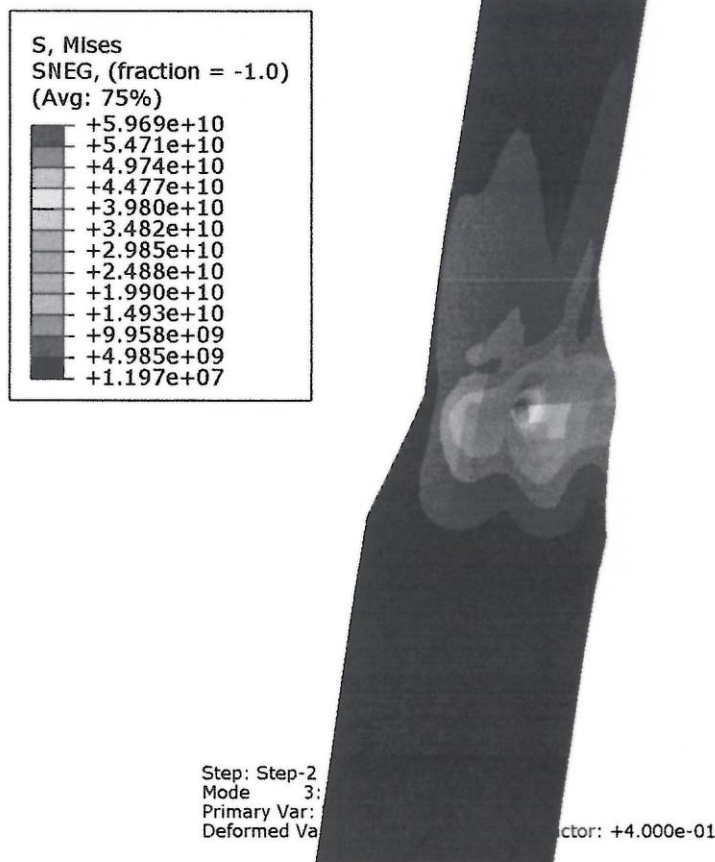 S, Mises
SNEG, (fraction = -1.0)
(Avg: 75%)
+5.969e+10
+5.471e+10
+4.974e+10
+4.477e+10
+3.980e+10
+3.482e+10
+2.985e+10
+2.488e+10
+1.990e+10
+1.493e+10
+9.958e+09
+4.985e+09
+1.197e+07
Step: Step-2
Mode 3:
Primary Var:
Deformed Va ctor: +4.000e-01